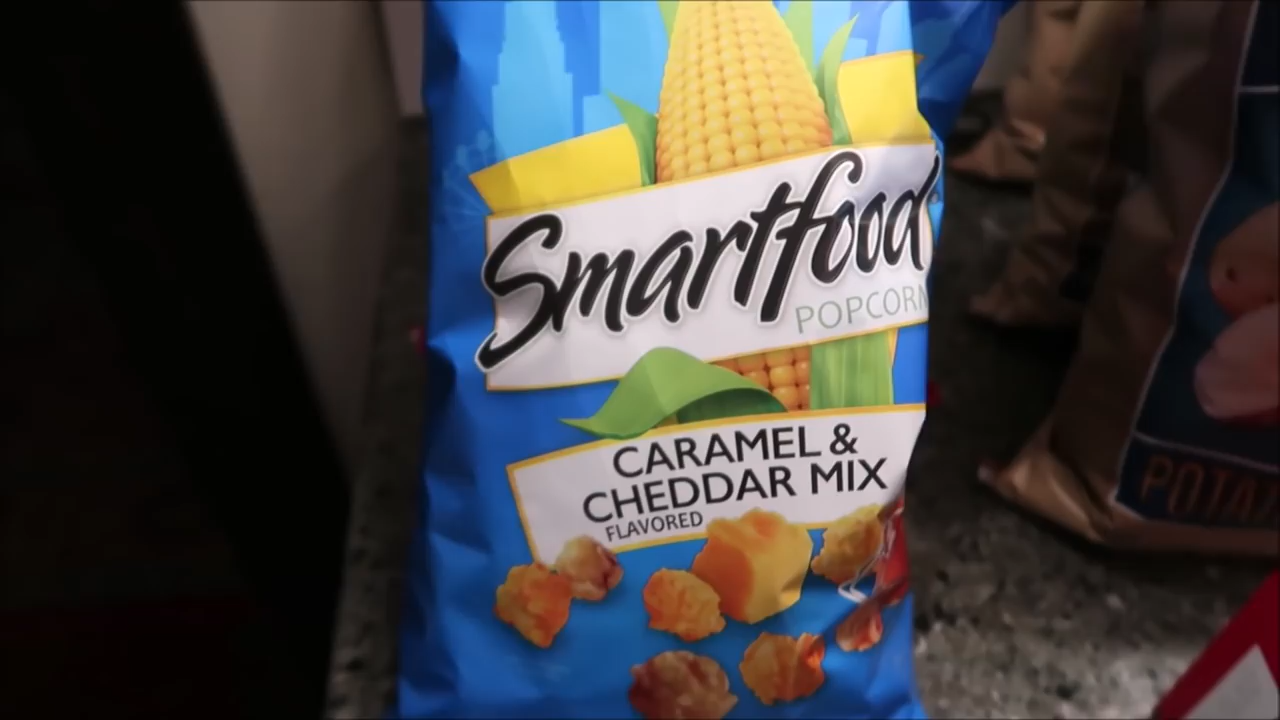 Smartfood
POPCORN
CARAMEL &
CHEDDAR MIX
FLAVORED